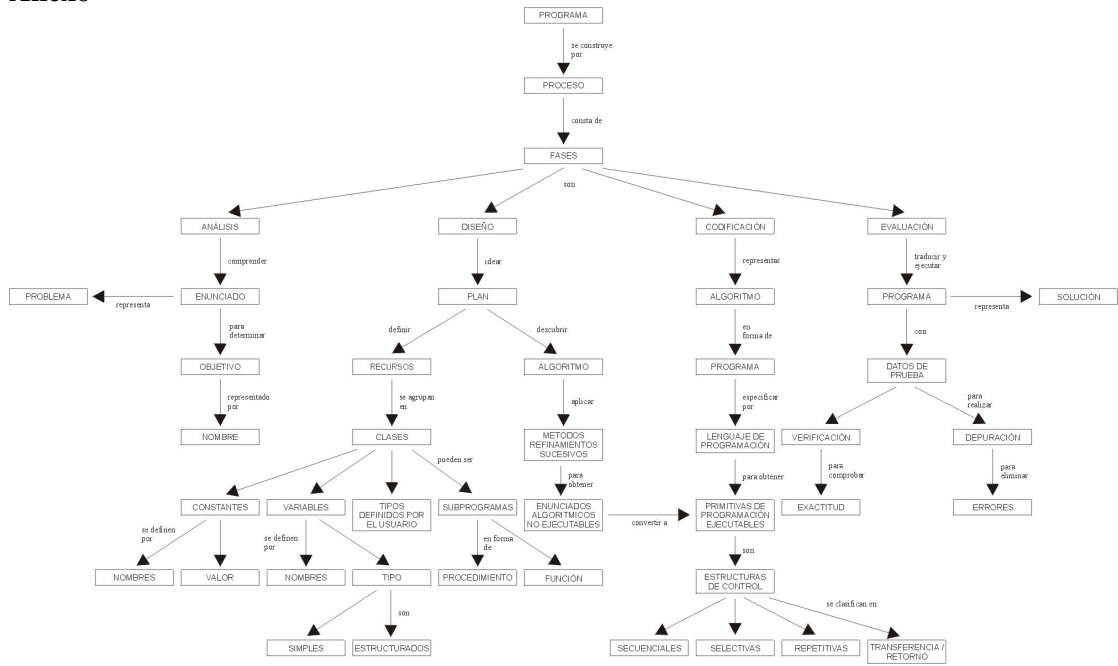 PROGRAMA
se construye
por
PROCESO
consta de
FASES
son
ANÁLISIS
DISEÑO
CODIFICACIÓN
EVALUACIÓN
comprender
idear
representar
traducir y
ejecutar
PROBLEMA
representa
ENUNCIADO
PLAN
ALGORITMO
PROGRAMA
representa
SOLUCIÓN
para
determinar
definir
descubrir
en
forma de
con
OBJETIVO
RECURSOS
ALGORITMO
PROGRAMA
DATOS DE
PRUEBA
representado
por
se agrupan
en
aplicar
especificar
por
para
realizar
NOMBRE
CLASES
METODOS
REFINAMIENTOS
SUCESIVOS
LENGUAJE DE
PROGRAMACIÓN
VERIFICACIÓN
DEPURACIÓN
pueden ser
para
obtener
para obtener
para
comprobar
para
eliminar
CONSTANTES
VARIABLES
TIPOS
DEFINIDOS POR
EL USUARIO
SUBPROGRAMAS
ENUNCIADOS
ALGORITMICOS
NO EJECUTABLES
convertir a
PRIMITIVAS DE
PROGRAMACIÓN
EJECUTABLES
EXACTITUD
ERRORES
se definen
por
se definen
por
en forma
de
son
NOMBRES
VALOR
NOMBRES
TIPO
PROCEDIMIENTO
FUNCIÓN
ESTRUCTURAS
DE CONTROL
son
se clasifican en
SIMPLES
ESTRUCTURADOS
SECUENCIALES
SELECTIVAS
REPETITIVAS
TRANSFERENCIA /
RETORNO